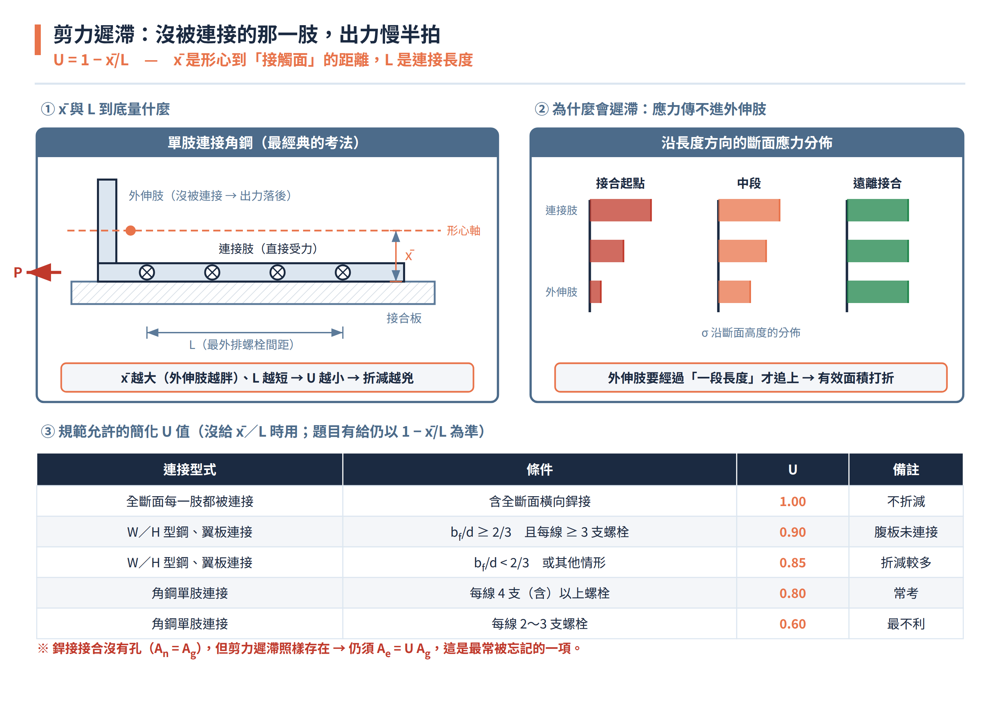 剪力遲滯：沒被連接的那一肢，出力慢半拍
U = 1 − x̄/L — x̄ 是形心到「接觸面」的距離，L 是連接長度
① x̄ 與 L 到底量什麼
單肢連接角鋼（最經典的考法）
外伸肢（沒被連接 → 出力落後）
形心軸
連接肢（直接受力）
x̄
P
接合板
L（最外排螺栓間距）
x̄ 越大（外伸肢越胖）、L 越短 → U 越小 → 折減越兇
② 為什麼會遲滯：應力傳不進外伸肢
沿長度方向的斷面應力分佈
接合起點 中段 遠離接合
連接肢
外伸肢
σ 沿斷面高度的分佈
外伸肢要經過「一段長度」才追上 → 有效面積打折
③ 規範允許的簡化 U 值（沒給 x̄／L 時用；題目有給仍以 1 − x̄/L 為準）
連接型式 條件 U 備註
全斷面每一肢都被連接 含全斷面橫向銲接 1.00 不折減
W／H 型鋼、翼板連接 b_f/d ≥ 2/3 且每線 ≥ 3 支螺栓 0.90 腹板未連接
W／H 型鋼、翼板連接 b_f/d < 2/3 或其他情形 0.85 折減較多
角鋼單肢連接 每線 4 支（含）以上螺栓 0.80 常考
角鋼單肢連接 每線 2～3 支螺栓 0.60 最不利
※ 銲接接合沒有孔（A_n = A_g），但剪力遲滯照樣存在 → 仍須 A_e = U A_g，這是最常被忘記的一項。